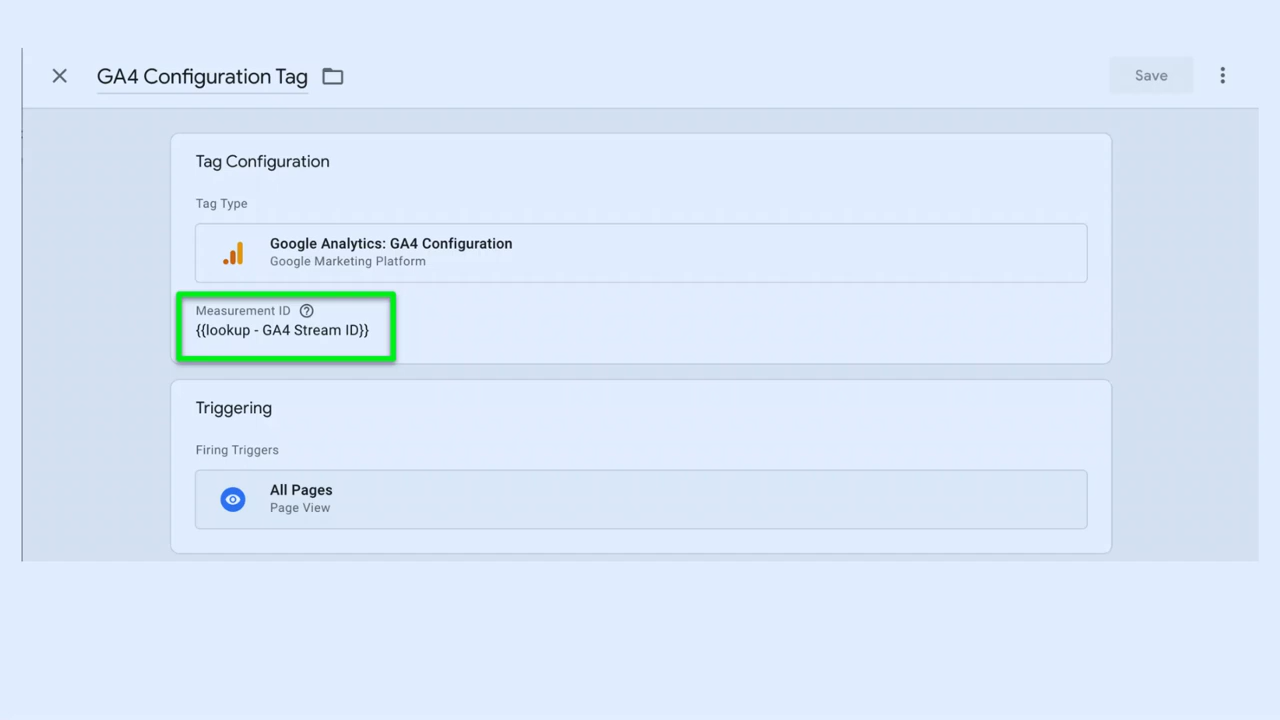 GA4 Configuration Tag
Save
Tag Configuration
Tag Type
Google Analytics: GA4 Configuration
Google Marketing Platform
Measurement ID ?
{{lookup - GA4 Stream ID}}
Triggering
Firing Triggers
All Pages
Page View